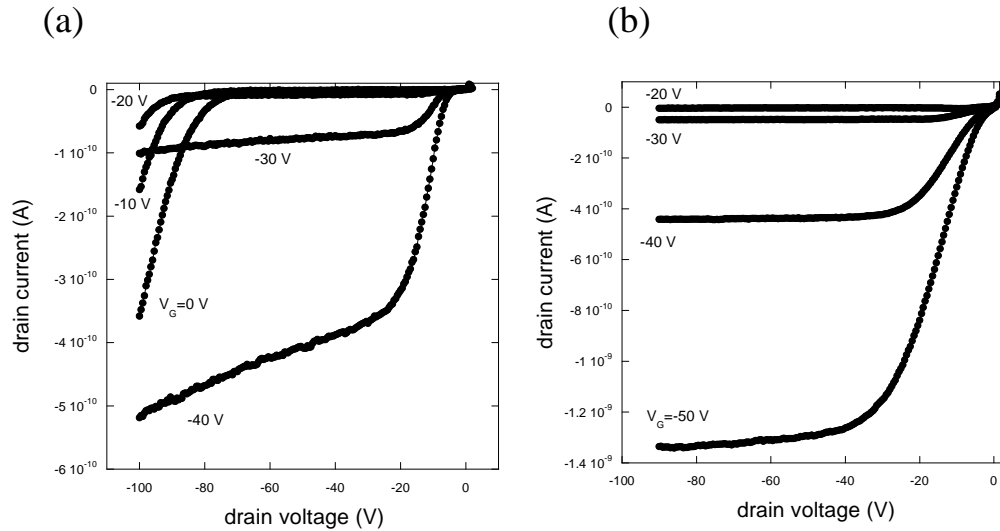 (a)
0
-1 10-10
-2 10-10
-3 10-10
-4 10-10
-5 10-10
-6 10-10
-100 -80 -60 -40 -20 0
drain voltage (V)
drain current (A)
-20 V
-10 V
-30 V
VG=0 V
-40 V
(b)
0
-2 10-10
-4 10-10
-6 10-10
-8 10-10
-1 10-9
-1.2 10-9
-1.4 10-9
-100 -80 -60 -40 -20 0
drain voltage (V)
drain current (A)
-20 V
-30 V
-40 V
VG=-50 V